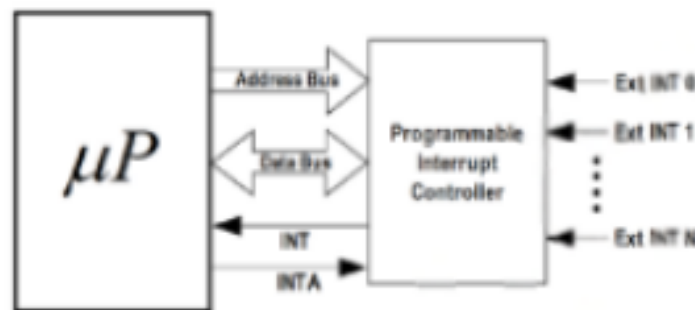 μP
Address Bus
Data Bus
INT
INTA
Programmable
Interrupt
Controller
Ext INT 0
Ext INT 1
Ext INT N